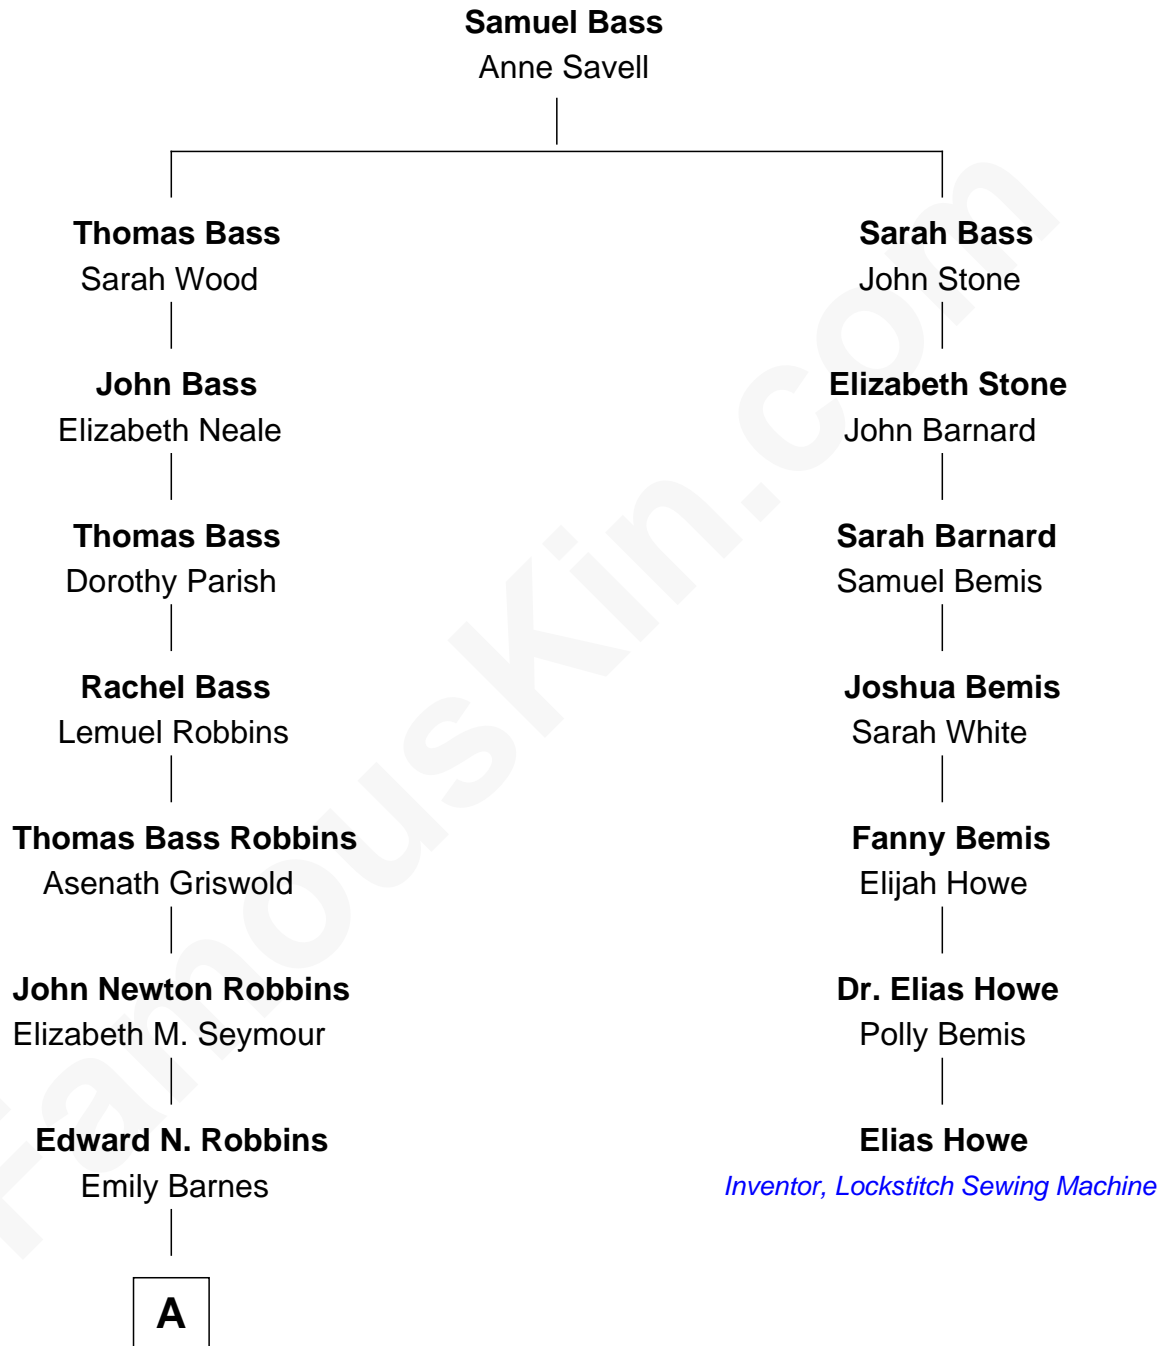 Samuel Bass
Anne Savell
Thomas Bass
Sarah Wood
Sarah Bass
John Stone
John Bass
Elizabeth Neale
Elizabeth Stone
John Barnard
Thomas Bass
Dorothy Parish
Sarah Barnard
Samuel Bemis
Rachel Bass
Lemuel Robbins
Joshua Bemis
Sarah White
Thomas Bass Robbins
Asenath Griswold
Fanny Bemis
Elijah Howe
John Newton Robbins
Elizabeth M. Seymour
Dr. Elias Howe
Polly Bemis
Edward N. Robbins
Emily Barnes
Elias Howe
Inventor, Lockstitch Sewing Machine
A
FamousKin.com